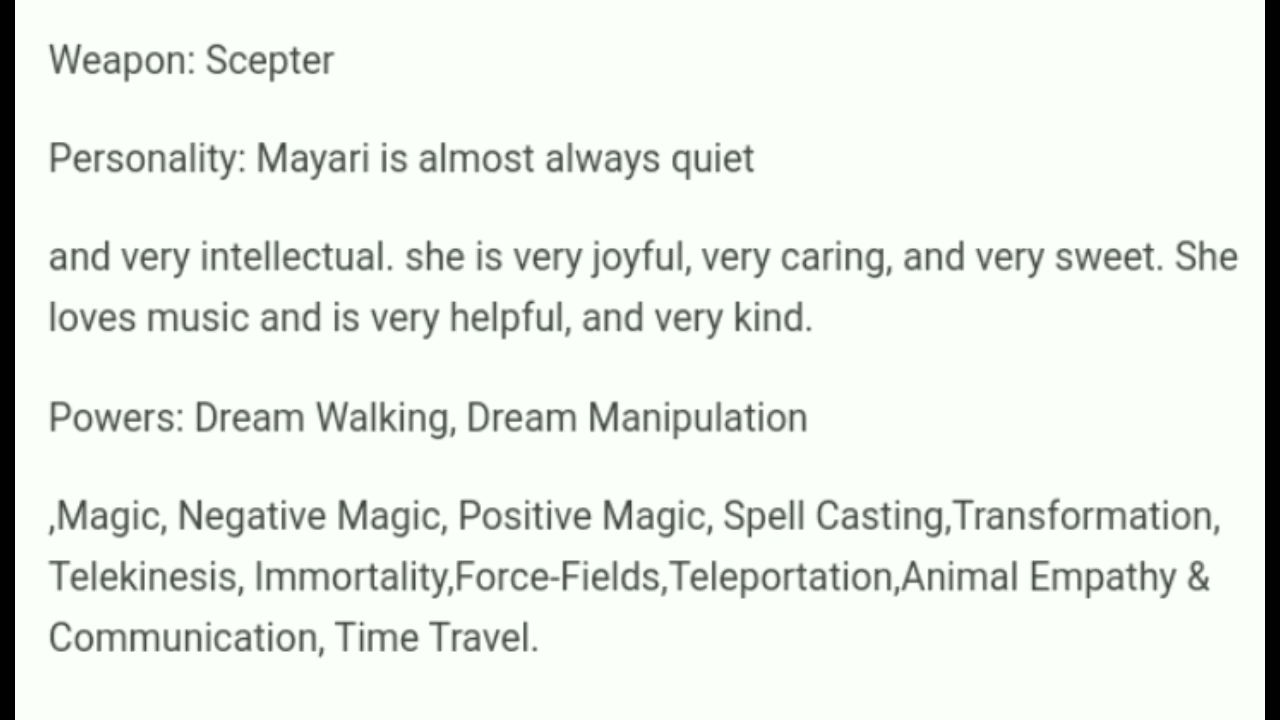 Weapon: Scepter
Personality: Mayari is almost always quiet
and very intellectual. she is very joyful, very caring, and very sweet. She
loves music and is very helpful, and very kind.
Powers: Dream Walking, Dream Manipulation
,Magic, Negative Magic, Positive Magic, Spell Casting,Transformation,
Telekinesis, Immortality,Force-Fields,Teleportation,Animal Empathy &
Communication, Time Travel.